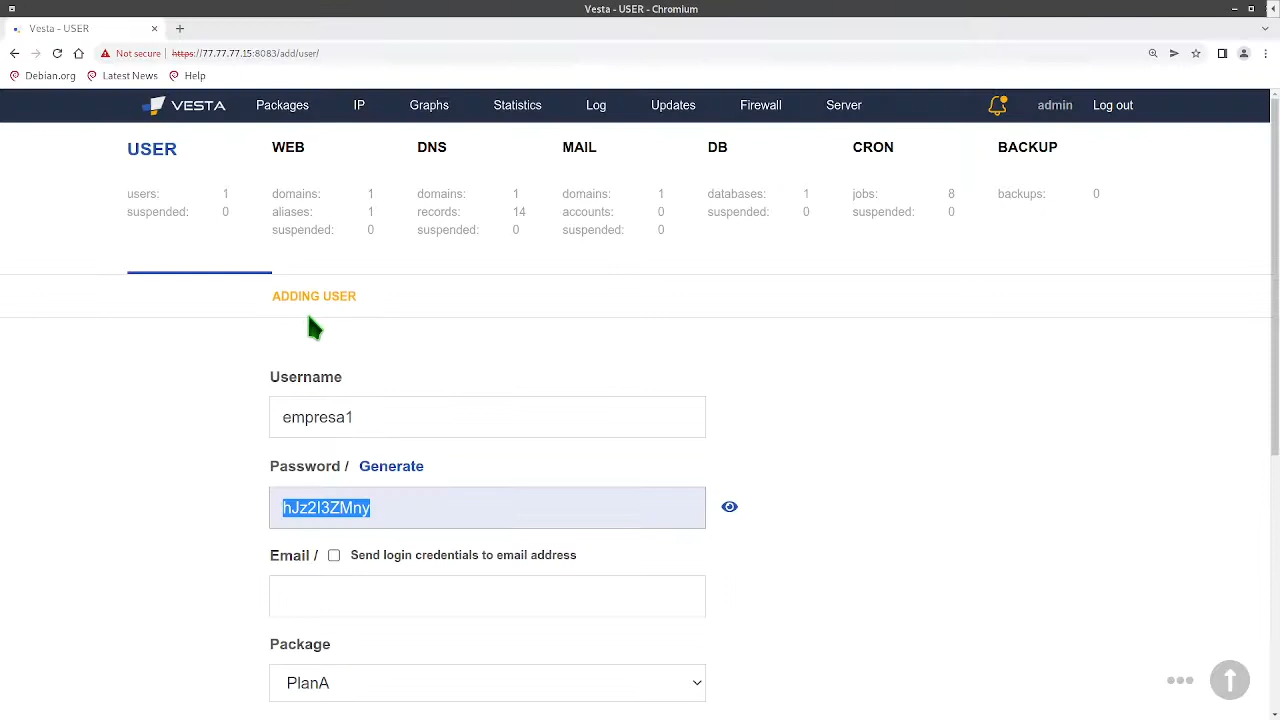 Vesta - USER - Chromium
Vesta - USER
Not secure https://77.77.77.15:8083/add/user/
Debian.org Latest News Help
VESTA Packages IP Graphs Statistics Log Updates Firewall Server admin Log out
USER WEB DNS MAIL DB CRON BACKUP
users: 1 domains: 1 domains: 1 domains: 1 databases: 1 jobs: 8 backups: 0
suspended: 0 aliases: 1 records: 14 accounts: 0 suspended: 0 suspended: 0
suspended: 0 suspended: 0 suspended: 0
ADDING USER
Username
empresa1
Password / Generate
hJz2I3ZMny
Email / Send login credentials to email address
Package
PlanA